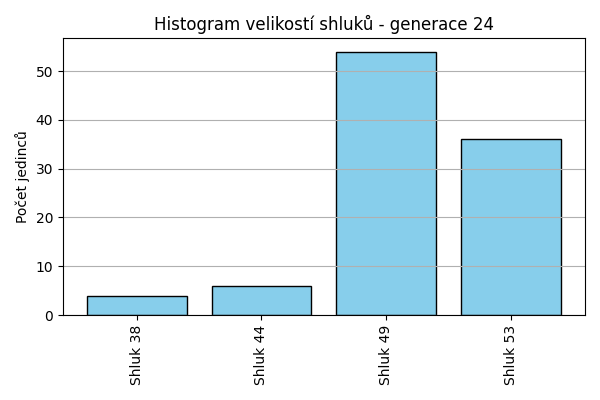 Histogram velikostí shluků - generace 24
Počet jedinců
50
40
30
20
10
0
Shluk 38
Shluk 44
Shluk 49
Shluk 53